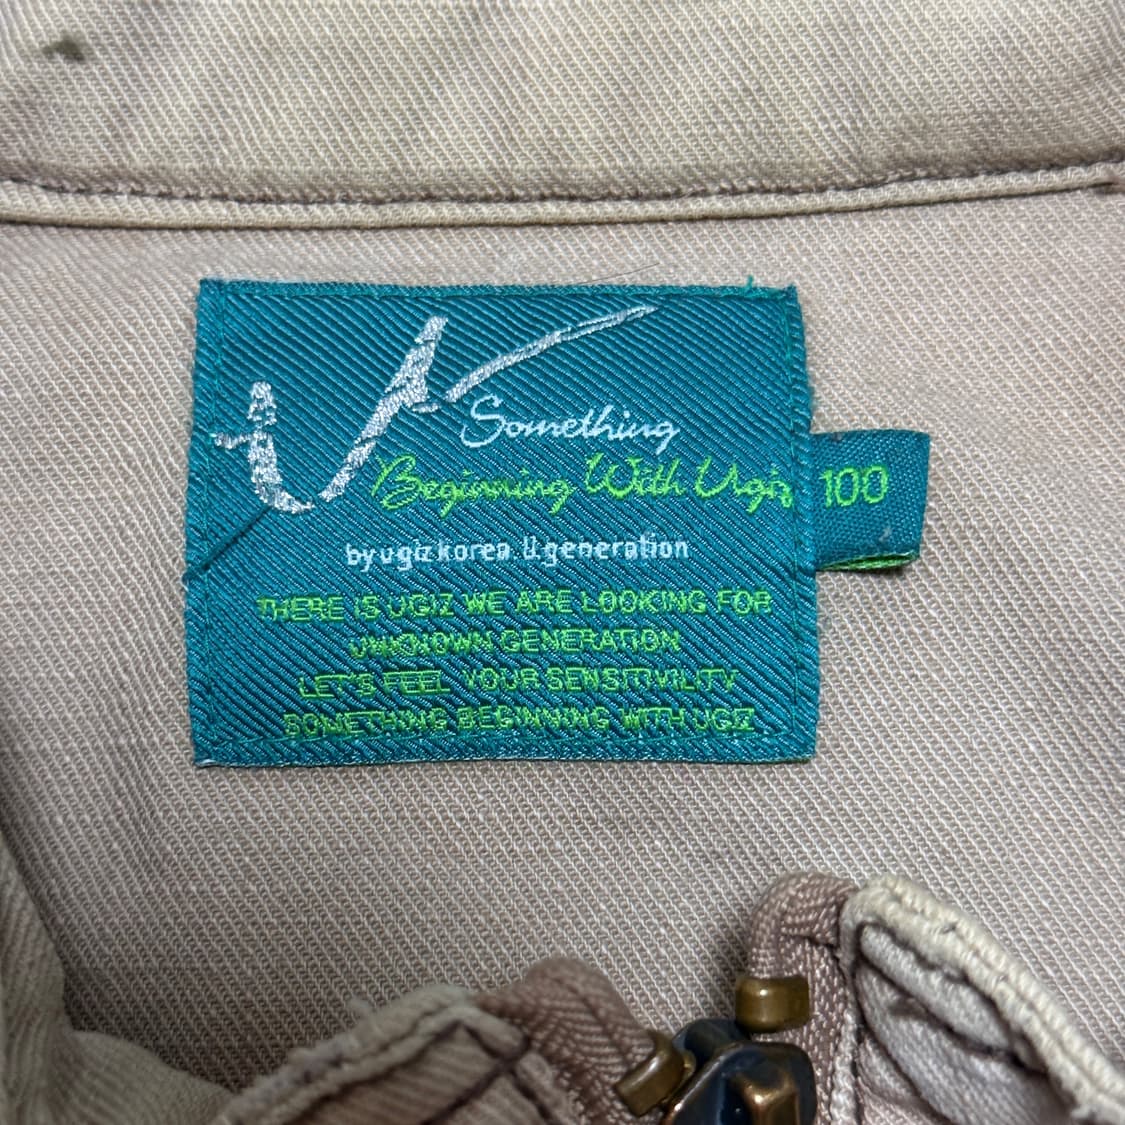 Something
Beginning With Ugiz
100
by ugiz korea U generation
THERE IS UGIZ WE ARE LOOKING FOR
UNKNOWN GENERATION
LET'S FEEL YOUR SENSITIVILITY
SOMETHING BEGINNING WITH UGIZ